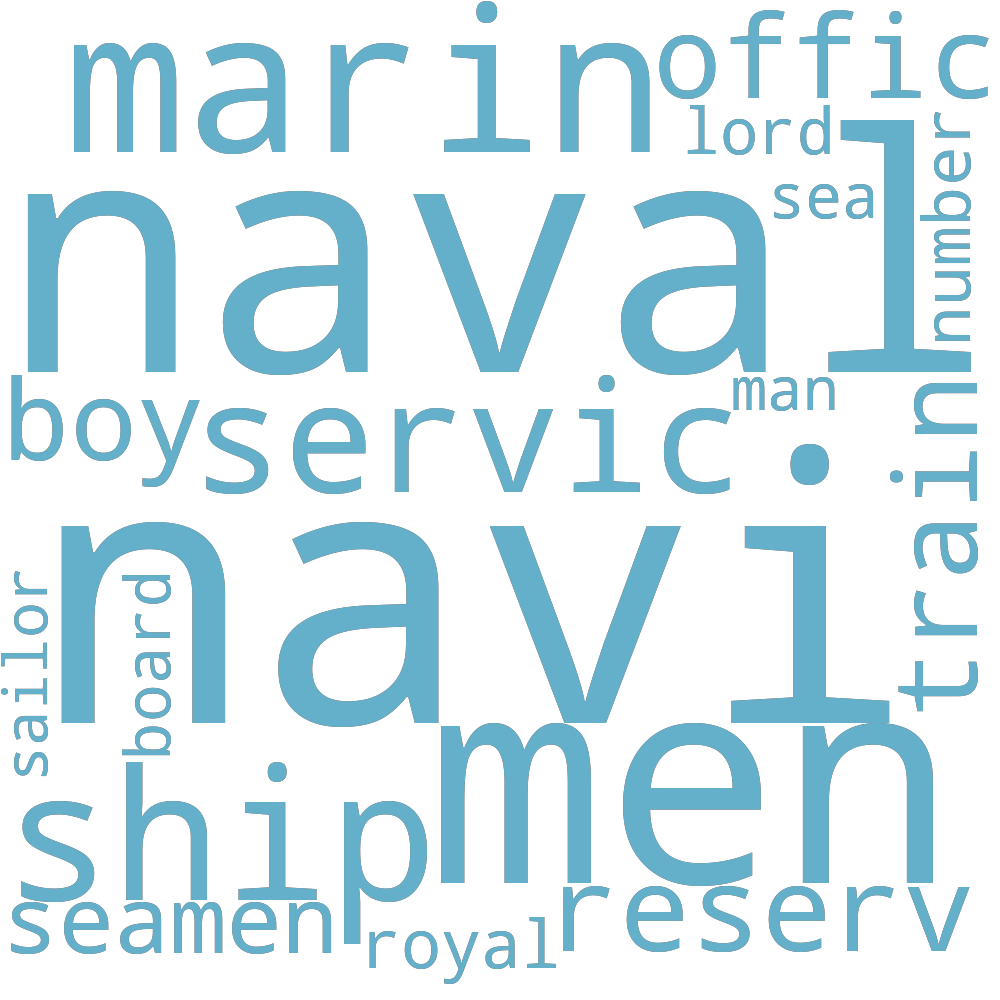 marin
offic
lord
sea
number
naval
boy
servic
man
train
navi
sailor
board
men
ship
reserv
seamen
royal